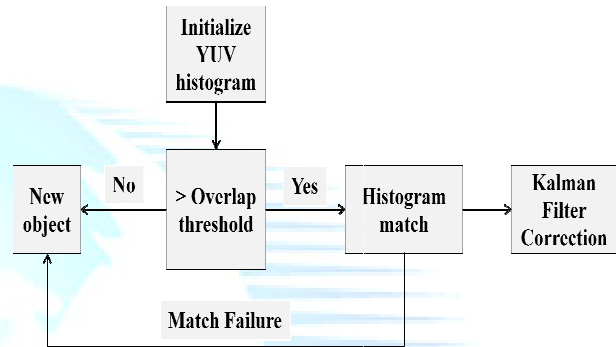 Initialize
YUV
histogram
New
object
No
> Overlap
threshold
Yes
Histogram
match
Kalman
Filter
Correction
Match Failure